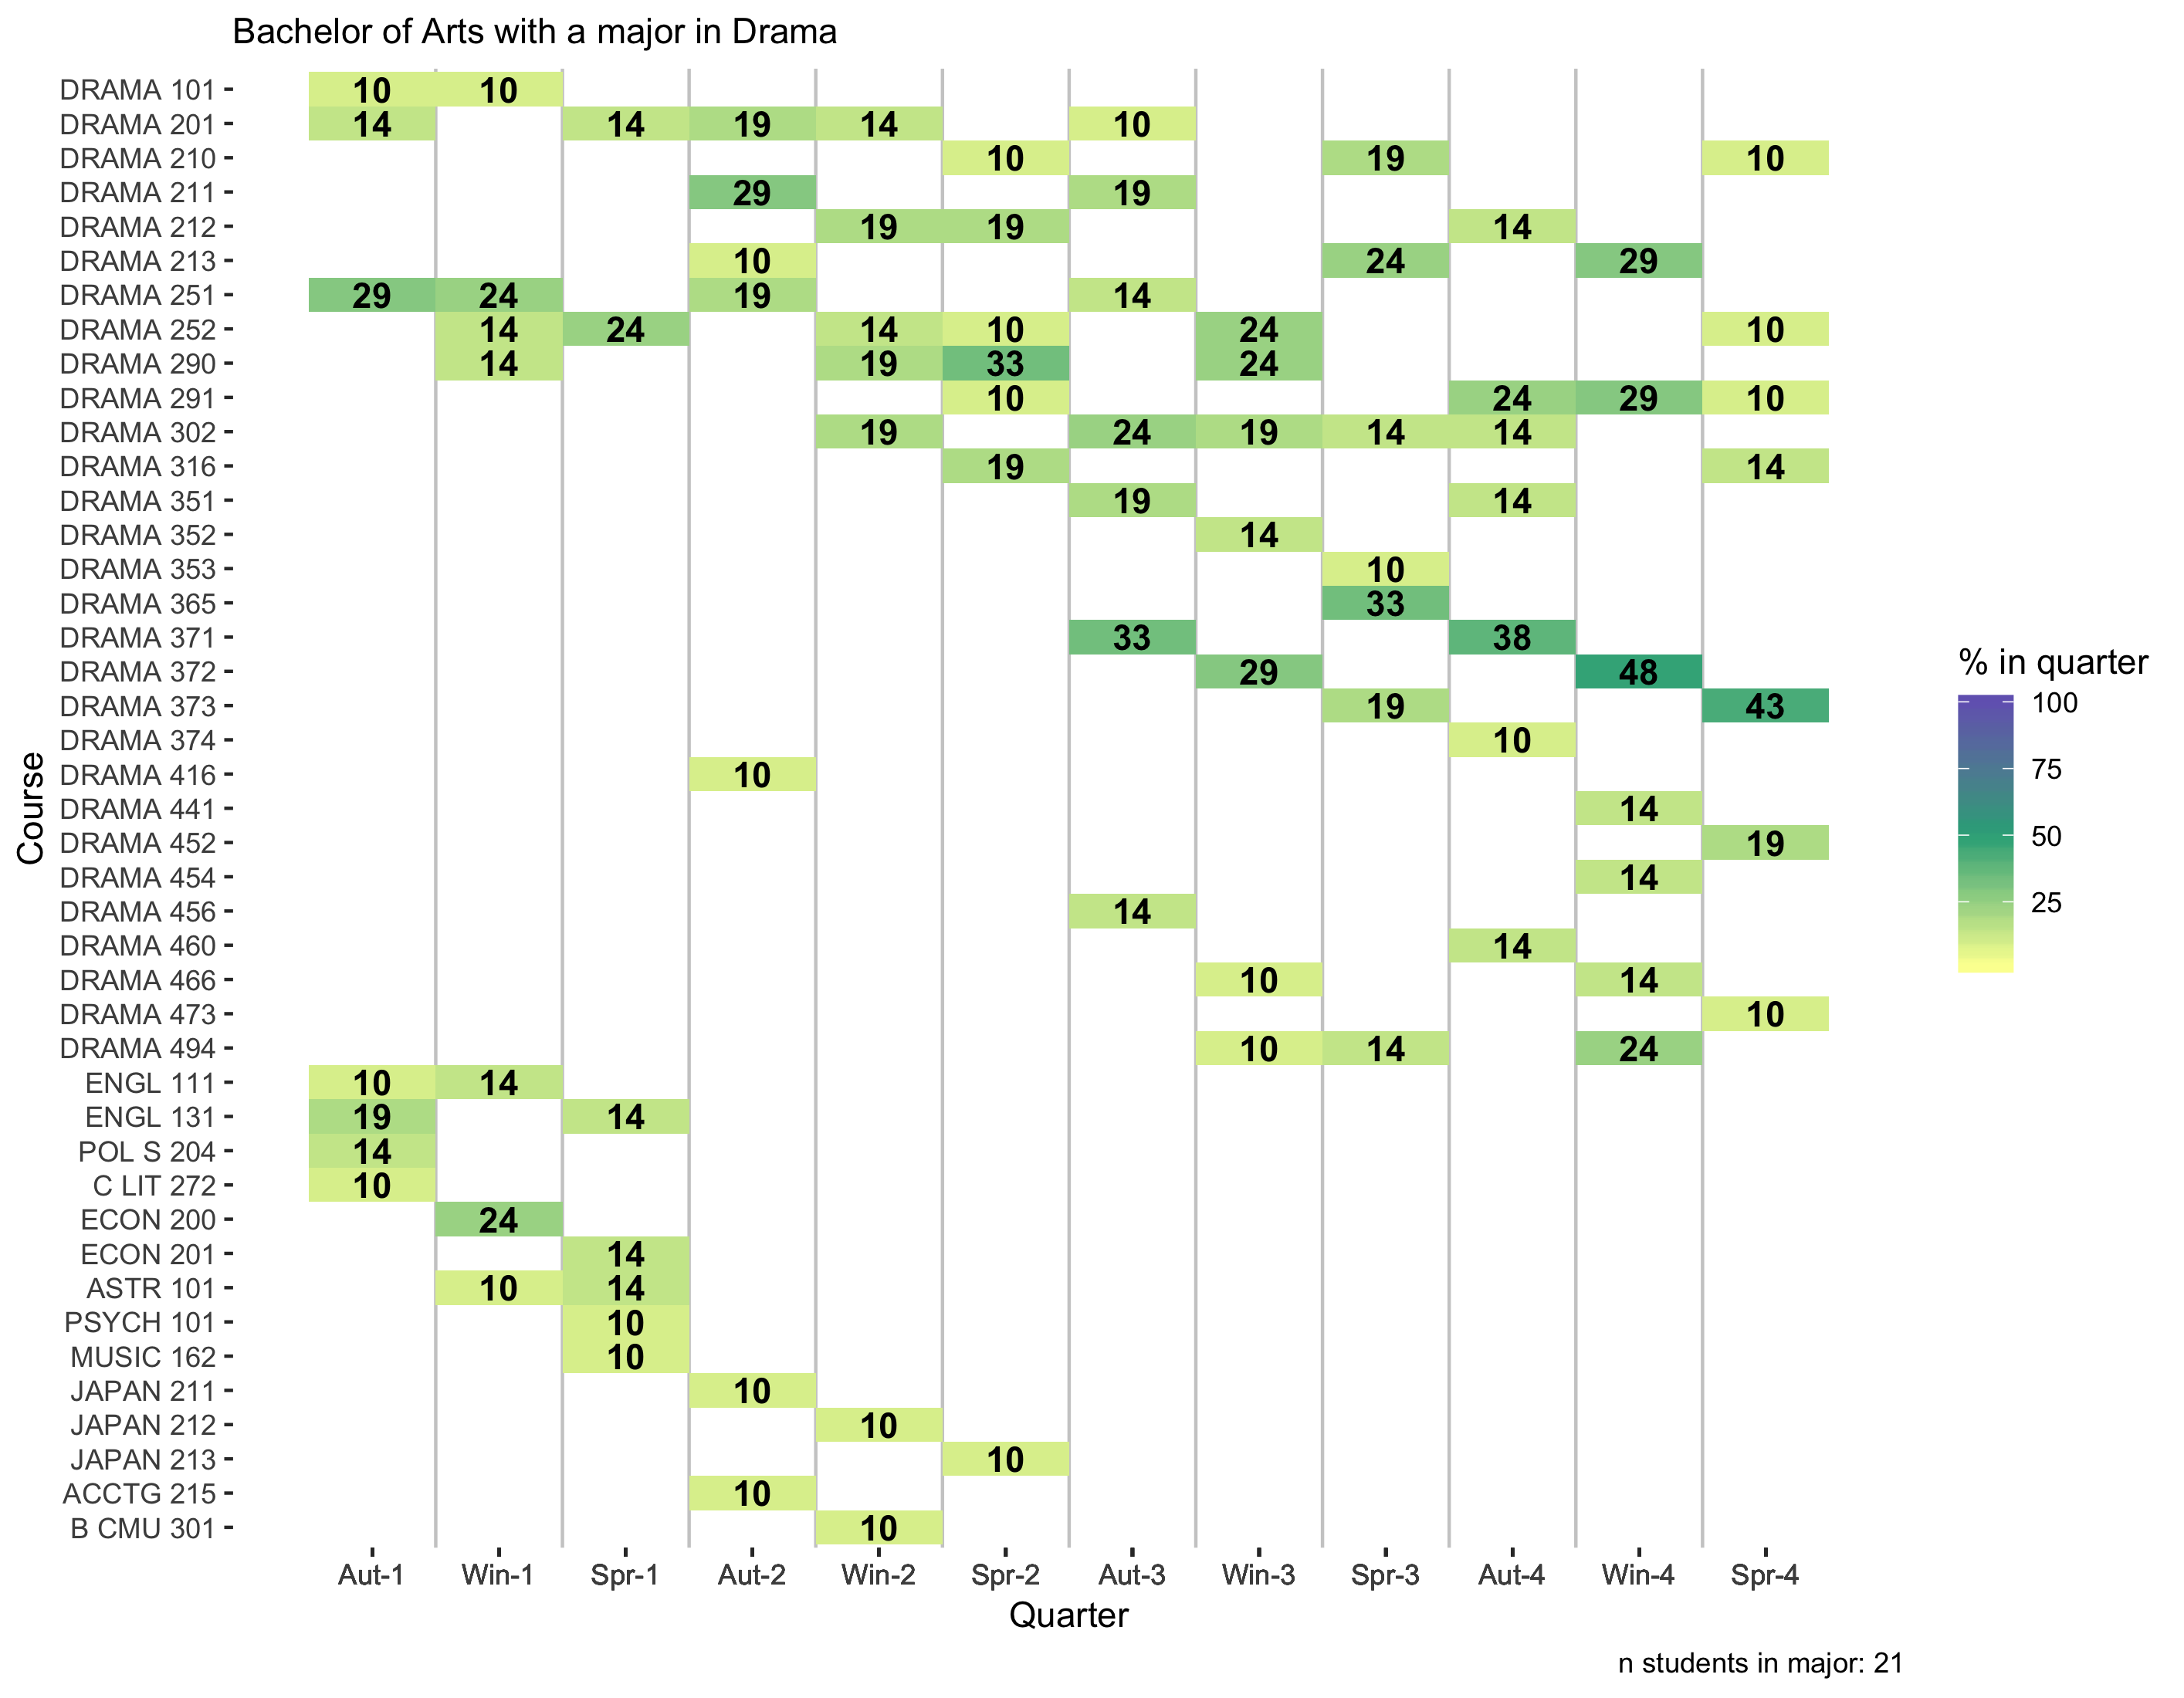 Bachelor of Arts with a major in Drama
DRAMA 101 10 10
DRAMA 201 14 14 19 14 10
DRAMA 210 10 19 10
DRAMA 211 29 19
DRAMA 212 19 19 14
DRAMA 213 10 24 29
DRAMA 251 29 24 19 14
DRAMA 252 14 24 14 10 24 10
DRAMA 290 14 19 33 24
DRAMA 291 10 24 29 10
DRAMA 302 19 24 19 14 14
DRAMA 316 19 14
DRAMA 351 19 14
DRAMA 352 14
DRAMA 353 10
DRAMA 365 33
DRAMA 371 33 38
DRAMA 372 29 48
DRAMA 373 19 43
DRAMA 374 10
DRAMA 416 10
DRAMA 441 14
DRAMA 452 19
DRAMA 454 14
DRAMA 456 14
DRAMA 460 14
DRAMA 466 10 14
DRAMA 473 10
DRAMA 494 10 14 24
ENGL 111 10 14
ENGL 131 19 14
POL S 204 14
C LIT 272 10
ECON 200 24
ECON 201 14
ASTR 101 10 14
PSYCH 101 10
MUSIC 162 10
JAPAN 211 10
JAPAN 212 10
JAPAN 213 10
ACCTG 215 10
B CMU 301 10
Course
Aut-1 Win-1 Spr-1 Aut-2 Win-2 Spr-2 Aut-3 Win-3 Spr-3 Aut-4 Win-4 Spr-4
Quarter
% in quarter
100
75
50
25
n students in major: 21